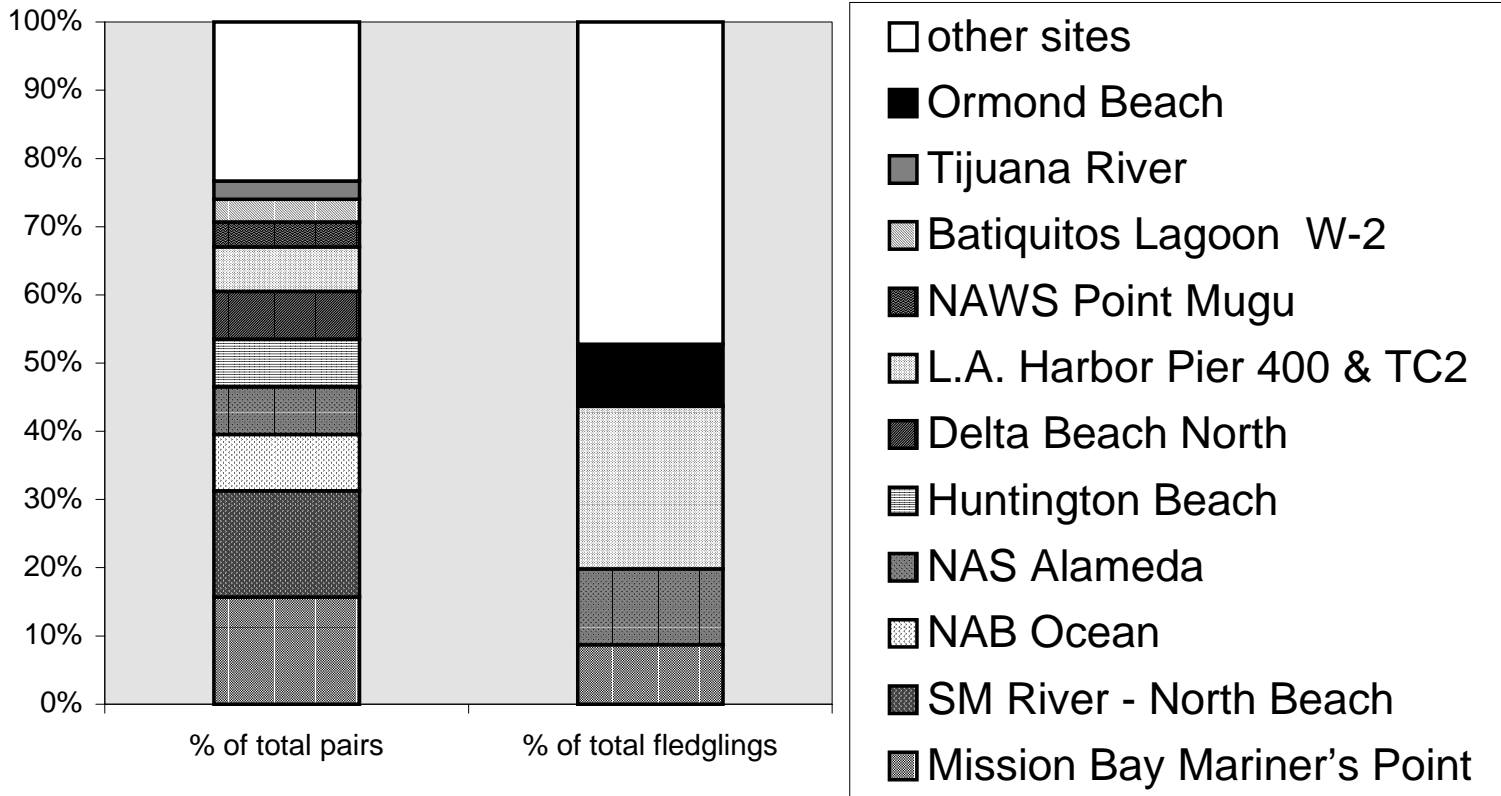 100%
90%
80%
70%
60%
50%
40%
30%
20%
10%
0%
% of total pairs
% of total fledglings
other sites
Ormond Beach
Tijuana River
Batiquitos Lagoon  W-2
NAWS Point Mugu
L.A. Harbor Pier 400 & TC2
Delta Beach North
Huntington Beach
NAS Alameda
NAB Ocean
SM River - North Beach
Mission Bay Mariner's Point